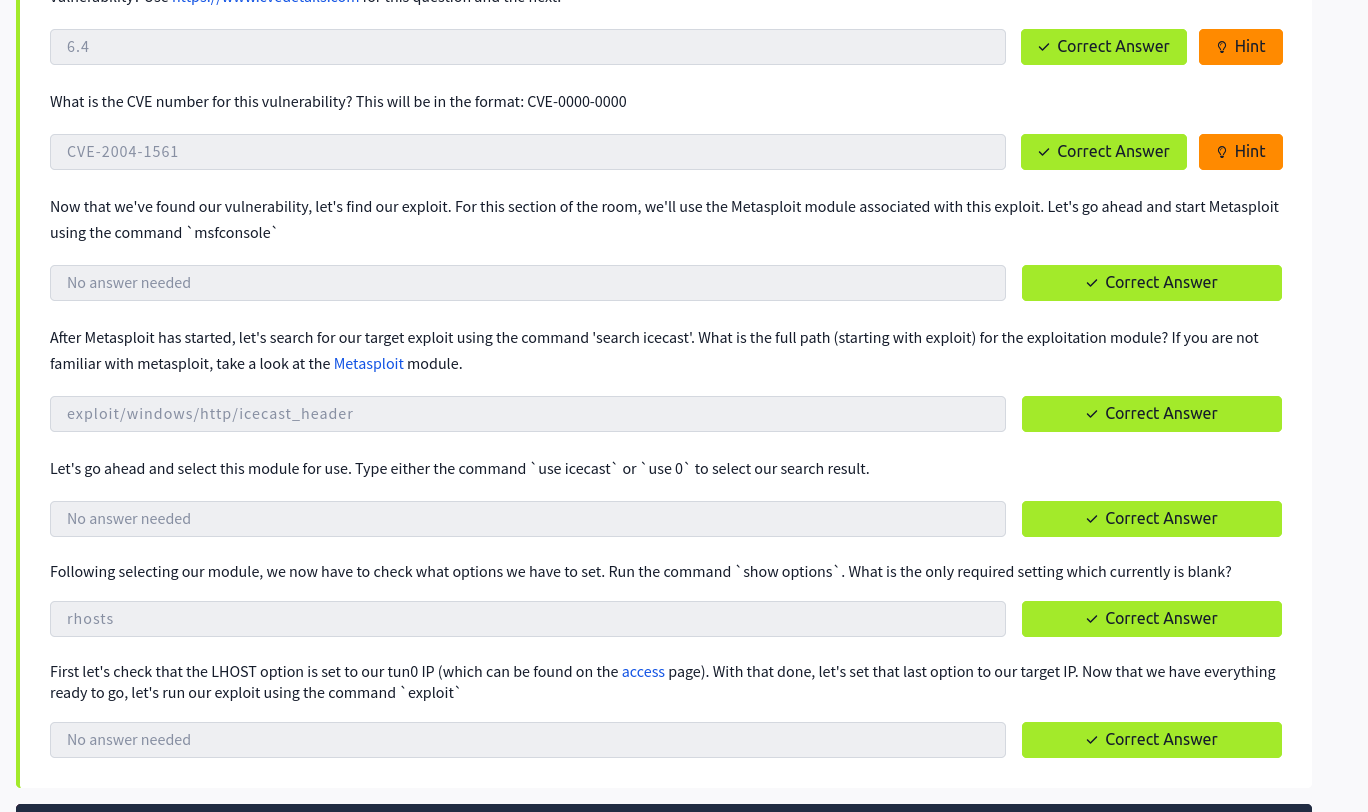 6.4
✓ Correct Answer
Hint
What is the CVE number for this vulnerability? This will be in the format: CVE-0000-0000
CVE-2004-1561
✓ Correct Answer
Hint
Now that we've found our vulnerability, let's find our exploit. For this section of the room, we'll use the Metasploit module associated with this exploit. Let's go ahead and start Metasploit
using the command `msfconsole`
No answer needed
✓ Correct Answer
After Metasploit has started, let's search for our target exploit using the command 'search icecast'. What is the full path (starting with exploit) for the exploitation module? If you are not
familiar with metasploit, take a look at the Metasploit module.
exploit/windows/http/icecast_header
✓ Correct Answer
Let's go ahead and select this module for use. Type either the command `use icecast` or `use 0` to select our search result.
No answer needed
✓ Correct Answer
Following selecting our module, we now have to check what options we have to set. Run the command `show options`. What is the only required setting which currently is blank?
rhosts
✓ Correct Answer
First let's check that the LHOST option is set to our tun0 IP (which can be found on the access page). With that done, let's set that last option to our target IP. Now that we have everything
ready to go, let's run our exploit using the command `exploit`
No answer needed
✓ Correct Answer